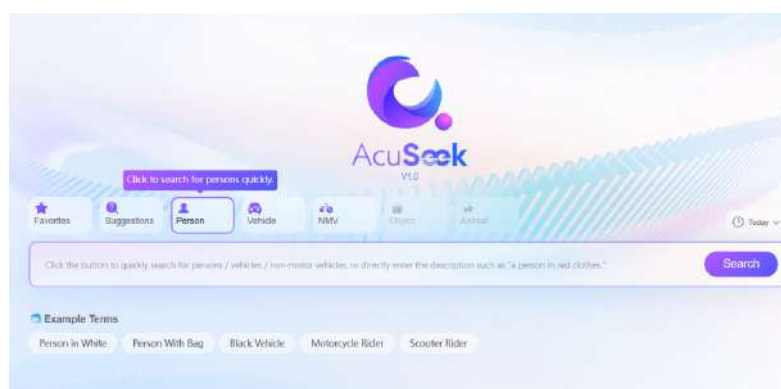 AcuSeek
V1.0
Click to search for persons quickly.
Favorites
Suggestions
Person
Vehicle
NMV
Object
Animal
Today
Click the button to quickly search for persons / vehicles / non-motor vehicles, or directly enter the description such as "a person in red clothes."
Search
Example Terms
Person in White
Person With Bag
Black Vehicle
Motorcycle Rider
Scooter Rider